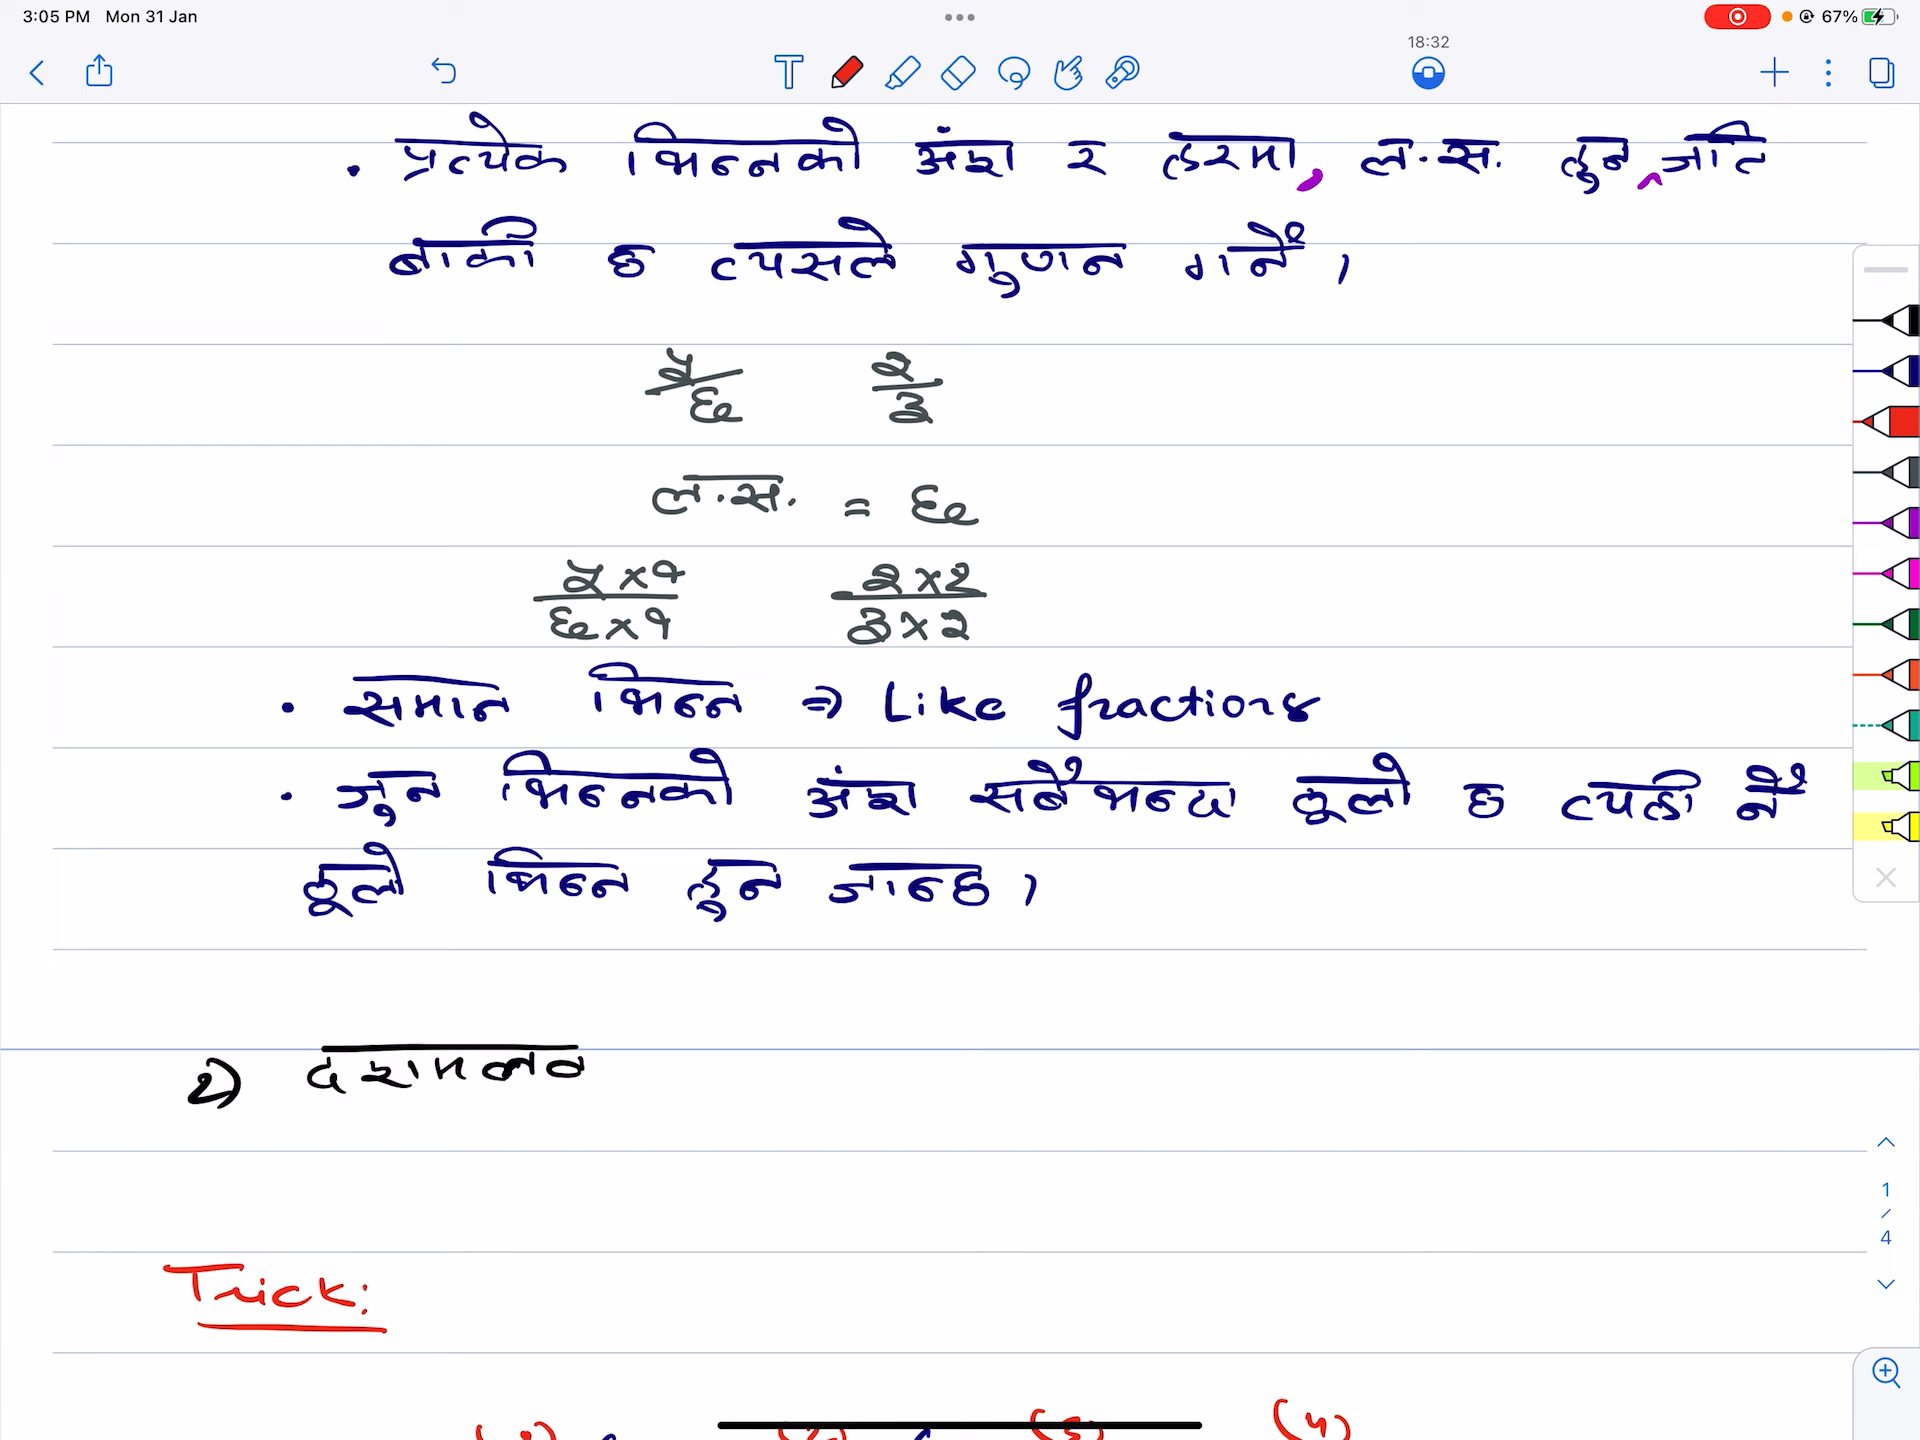 3:05 PM Mon 31 Jan
67%
18:32
. प्रत्येक भिन्नको अंश र हरमा, ल.स. हुन जति
बाँकी छ त्यसले गुणन गर्ने ।
५/६ २/३
ल.स. = ६
५×१/६×१ २×२/३×२
. समान भिन्न ⇒ Like fractions
. जुन भिन्नको अंश सबैभन्दा ठूलो छ त्यही नै
ठूलो भिन्न हुन जान्छ ।
२) दशमलव
Trick:
1
/
4
(४)